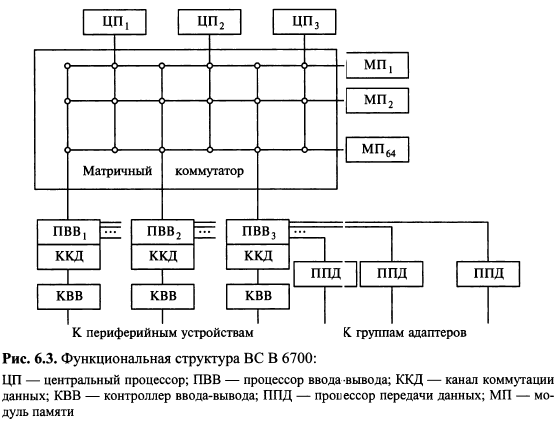 ЦП1 ЦП2 ЦП3
МП1
МП2
МП64
Матричный коммутатор
ПВВ1 ПВВ2 ПВВ3
... ... ...
ККД ККД ККД ППД ППД ППД
КВВ КВВ КВВ
К периферийным устройствам К группам адаптеров
Рис. 6.3. Функциональная структура ВС В 6700:
ЦП — центральный процессор; ПВВ — процессор ввода-вывода; ККД — канал коммутации
данных; КВВ — контроллер ввода-вывода; ППД — процессор передачи данных; МП — мо-
дуль памяти